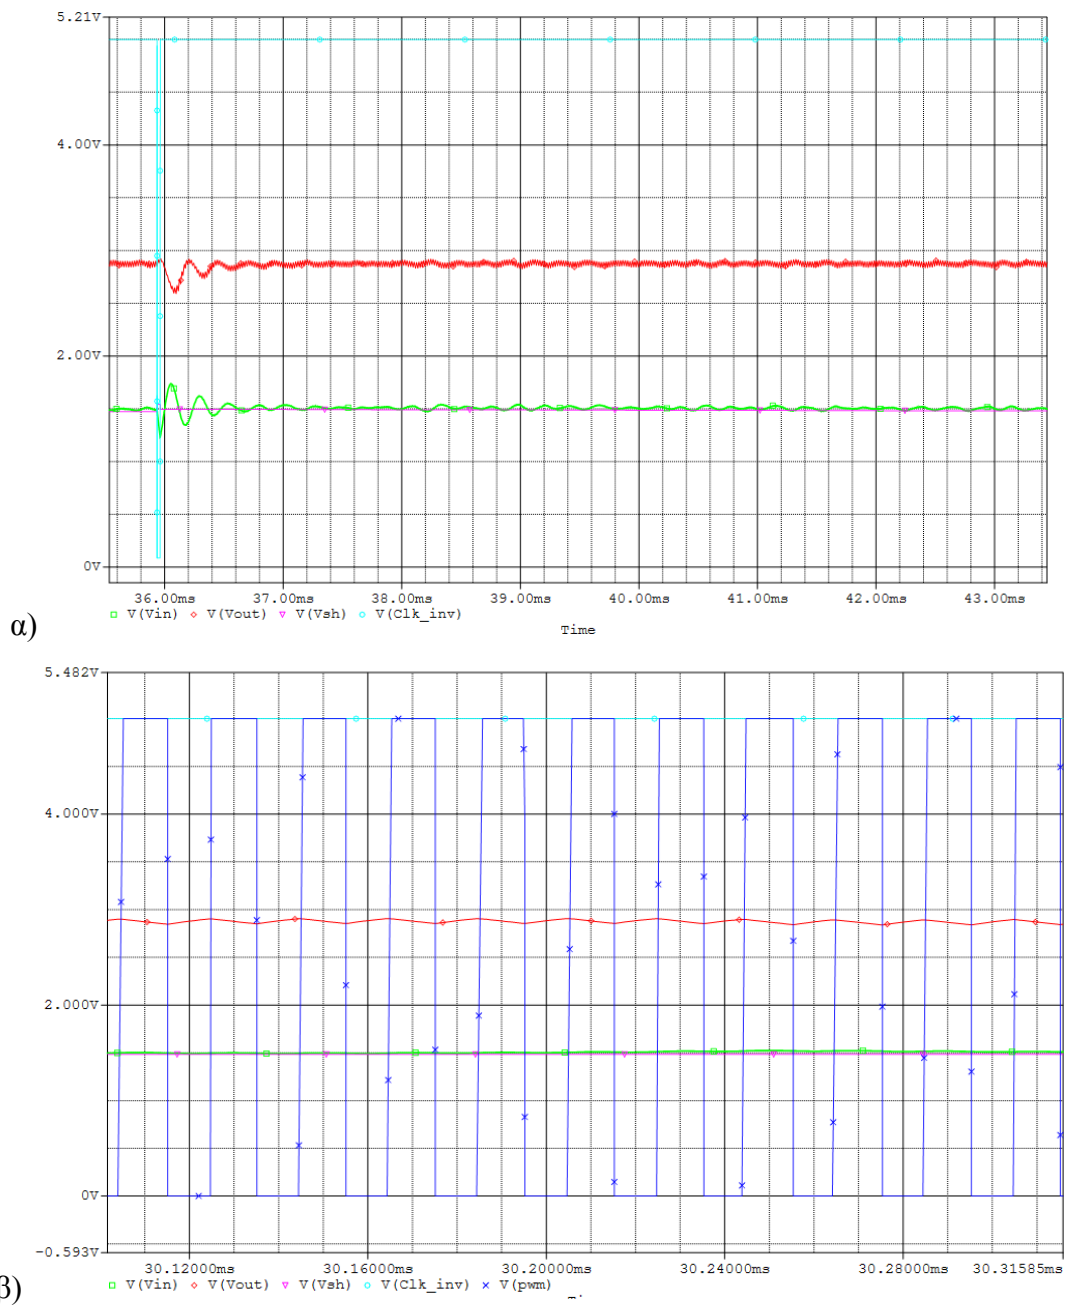 5.21V
4.00V
2.00V
0V
36.00ms 37.00ms 38.00ms 39.00ms 40.00ms 41.00ms 42.00ms 43.00ms
V(Vin) V(Vout) V(Vsh) V(Clk_inv)
Time
α)
5.482V
4.000V
2.000V
0V
-0.593V
30.12000ms 30.16000ms 30.20000ms 30.24000ms 30.28000ms 30.31585ms
V(Vin) V(Vout) V(Vsh) V(Clk_inv) V(pwm)
β)